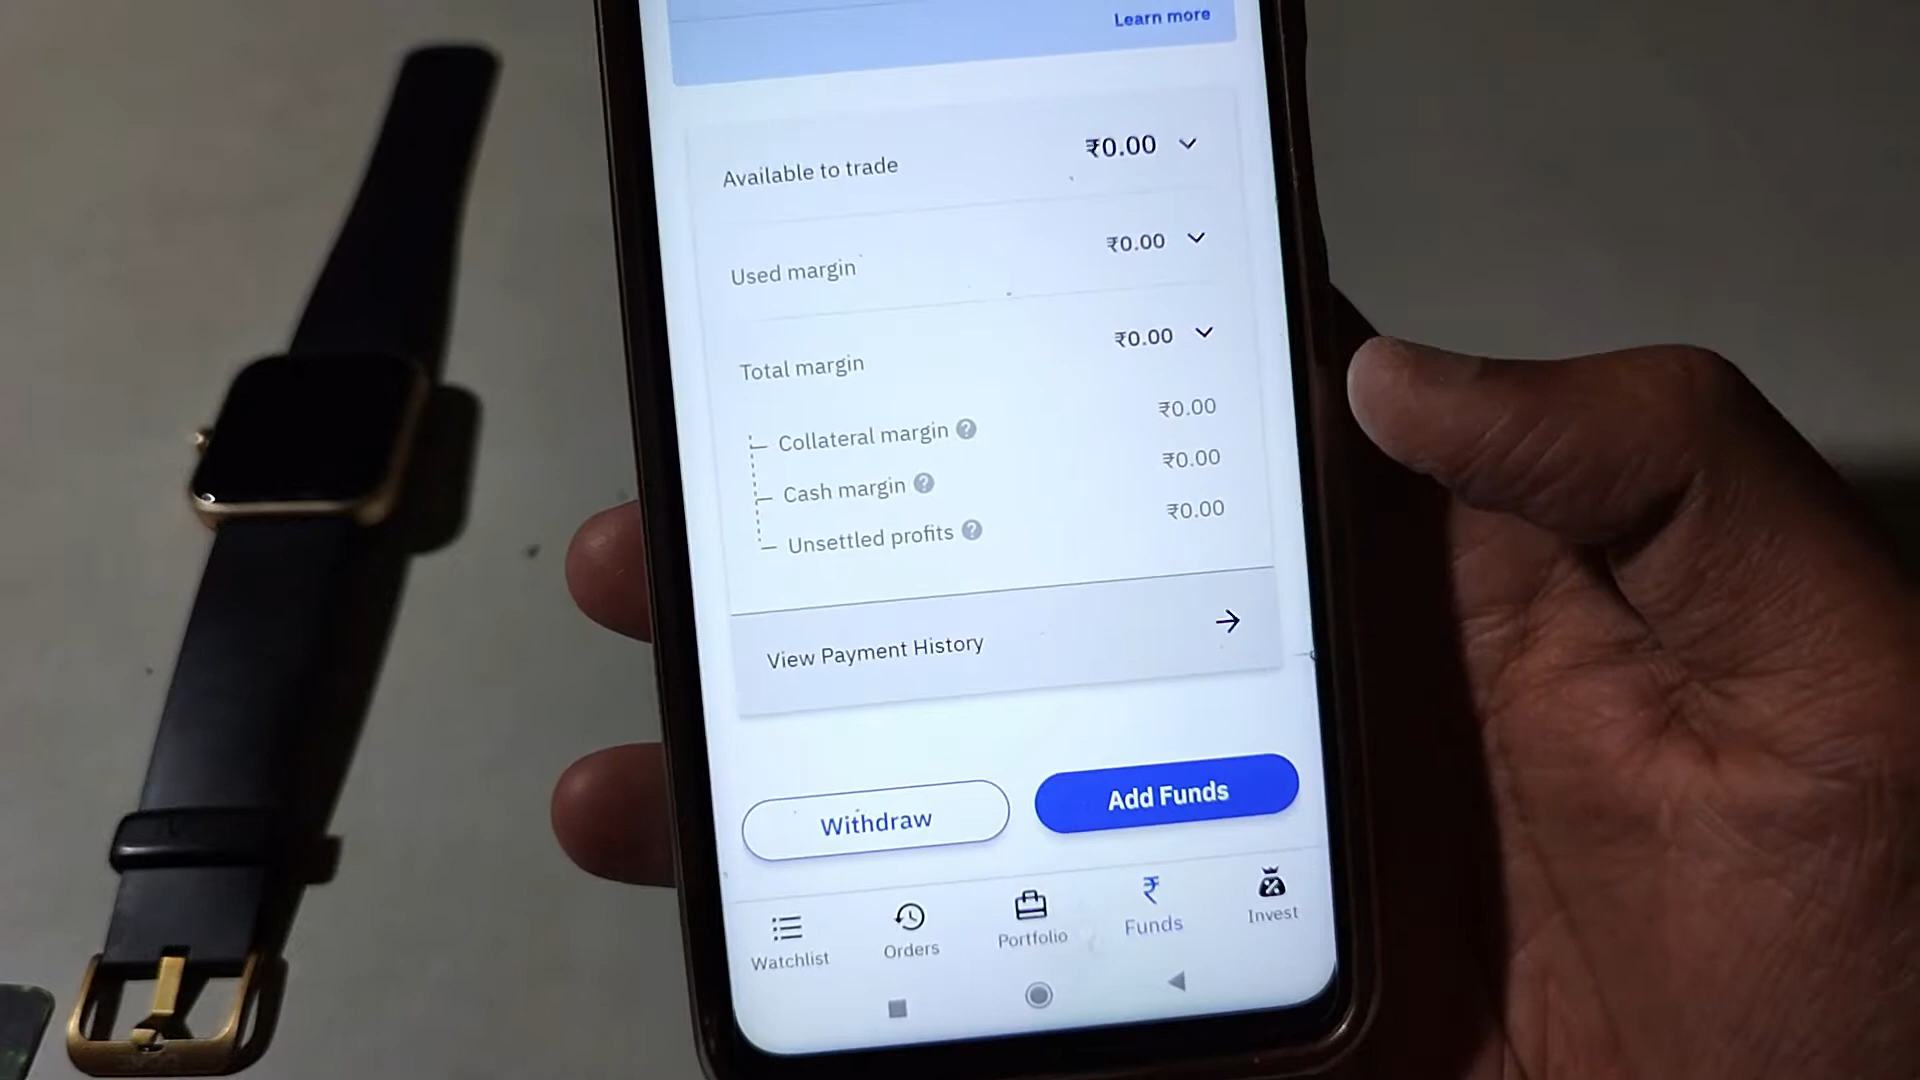 Learn more
Available to trade ₹0.00
Used margin ₹0.00
Total margin ₹0.00
Collateral margin ? ₹0.00
Cash margin ? ₹0.00
Unsettled profits ? ₹0.00
View Payment History
Withdraw Add Funds
Watchlist Orders Portfolio Funds Invest